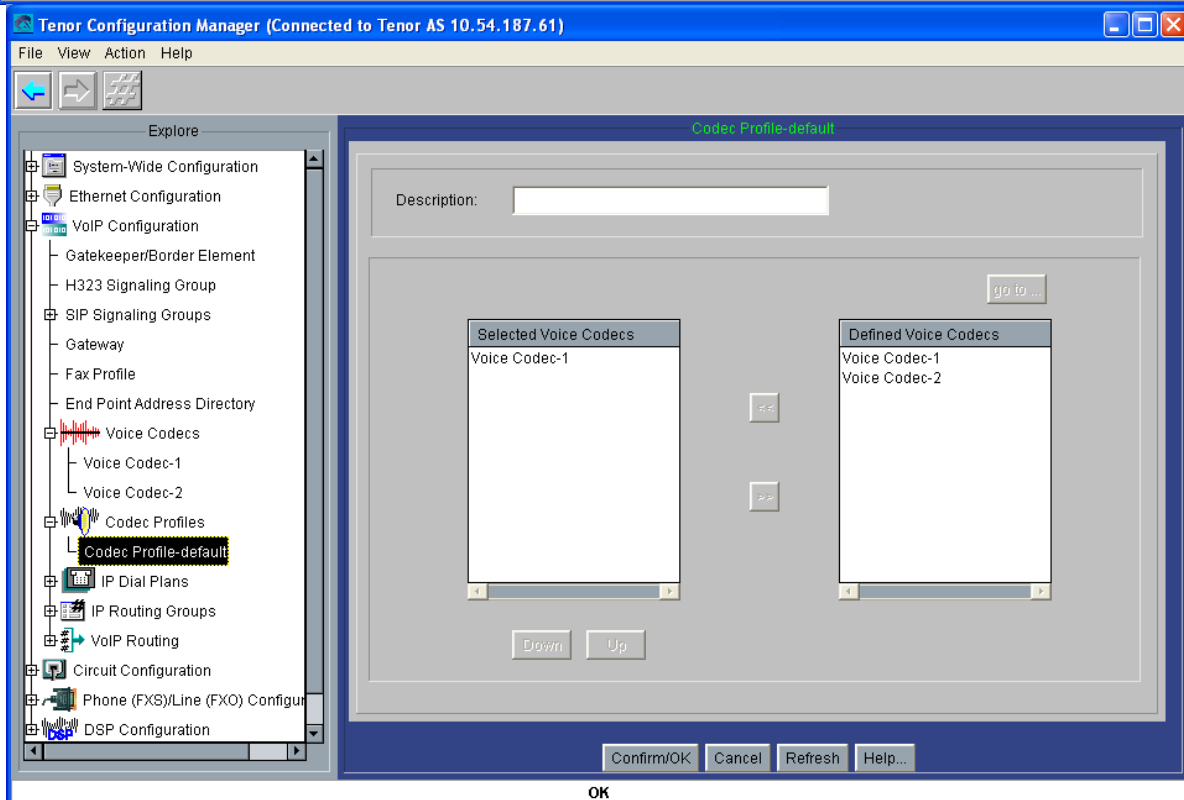 Tenor Configuration Manager (Connected to Tenor AS 10.54.187.61)
File View Action Help
Explore
System-Wide Configuration
Ethernet Configuration
VoIP Configuration
Gatekeeper/Border Element
H323 Signaling Group
SIP Signaling Groups
Gateway
Fax Profile
End Point Address Directory
Voice Codecs
Voice Codec-1
Voice Codec-2
Codec Profiles
Codec Profile-default
IP Dial Plans
IP Routing Groups
VoIP Routing
Circuit Configuration
Phone (FXS)/Line (FXO) Configur
DSP Configuration
Codec Profile-default
Description:
go to ...
Selected Voice Codecs
Voice Codec-1
<<
>>
Defined Voice Codecs
Voice Codec-1
Voice Codec-2
Down Up
Confirm/OK Cancel Refresh Help...
OK